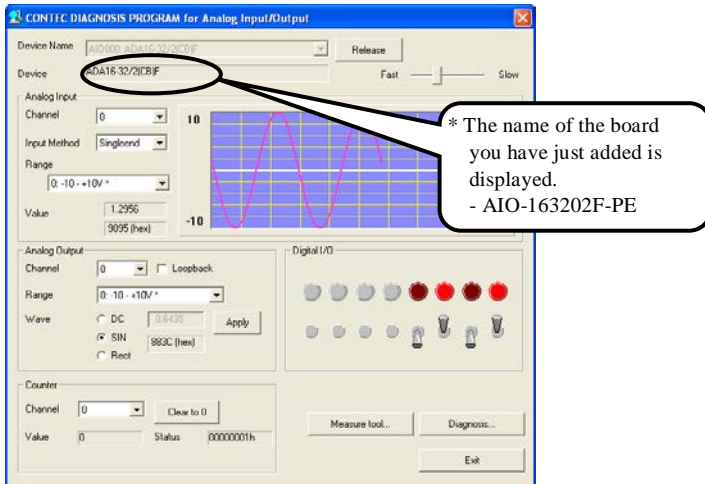 CONTEC DIAGNOSIS PROGRAM for Analog Input/Output
Device Name AIO000 ADA16-32/2(CB)F Release
Device ADA16-32/2(CB)F Fast Slow
Analog Input
Channel 0 10
Input Method Singleend
Range
0: -10 - +10V *
Value 1.2956 -10
9095 (hex)
* The name of the board
you have just added is
displayed.
- AIO-163202F-PE
Analog Output
Channel 0 Loopback
Range 0: -10 - +10V *
Wave DC 0.6435 Apply
SIN 883C (hex)
Rect
Digital I/O
Counter
Channel 0 Clear to 0
Value 0 Status 00000001h
Measure tool... Diagnosis...
Exit